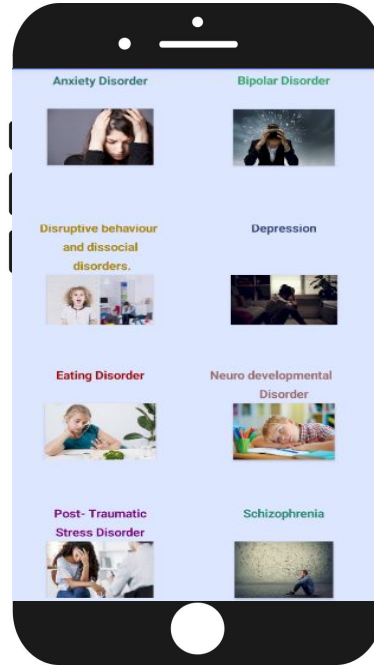 Anxiety Disorder
Bipolar Disorder
Disruptive behaviour
and dissocial
disorders.
Depression
Eating Disorder
Neuro developmental
Disorder
Post- Traumatic
Stress Disorder
Schizophrenia